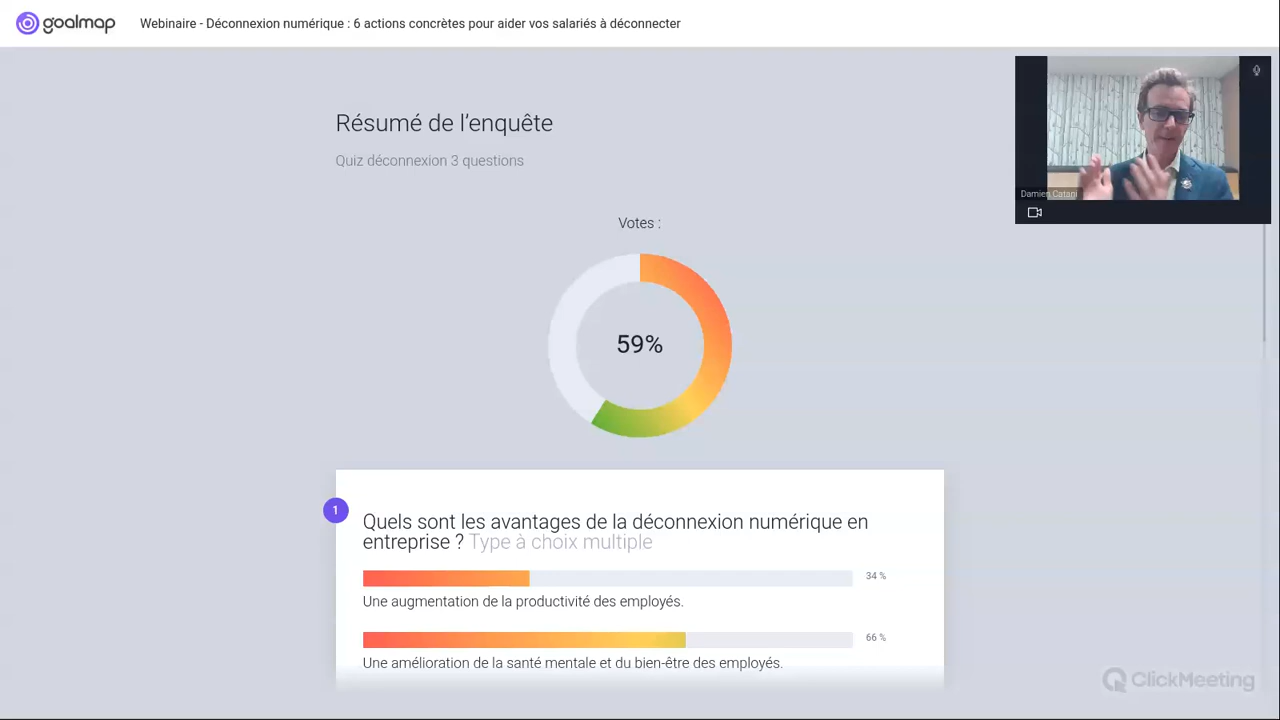 goalmap
Webinaire - Déconnexion numérique : 6 actions concrètes pour aider vos salariés à déconnecter
Résumé de l’enquête
Quiz déconnexion 3 questions
Damien Catani
Votes :
59%
1
Quels sont les avantages de la déconnexion numérique en
entreprise ? Type à choix multiple
34 %
Une augmentation de la productivité des employés.
66 %
Une amélioration de la santé mentale et du bien-être des employés.
ClickMeeting